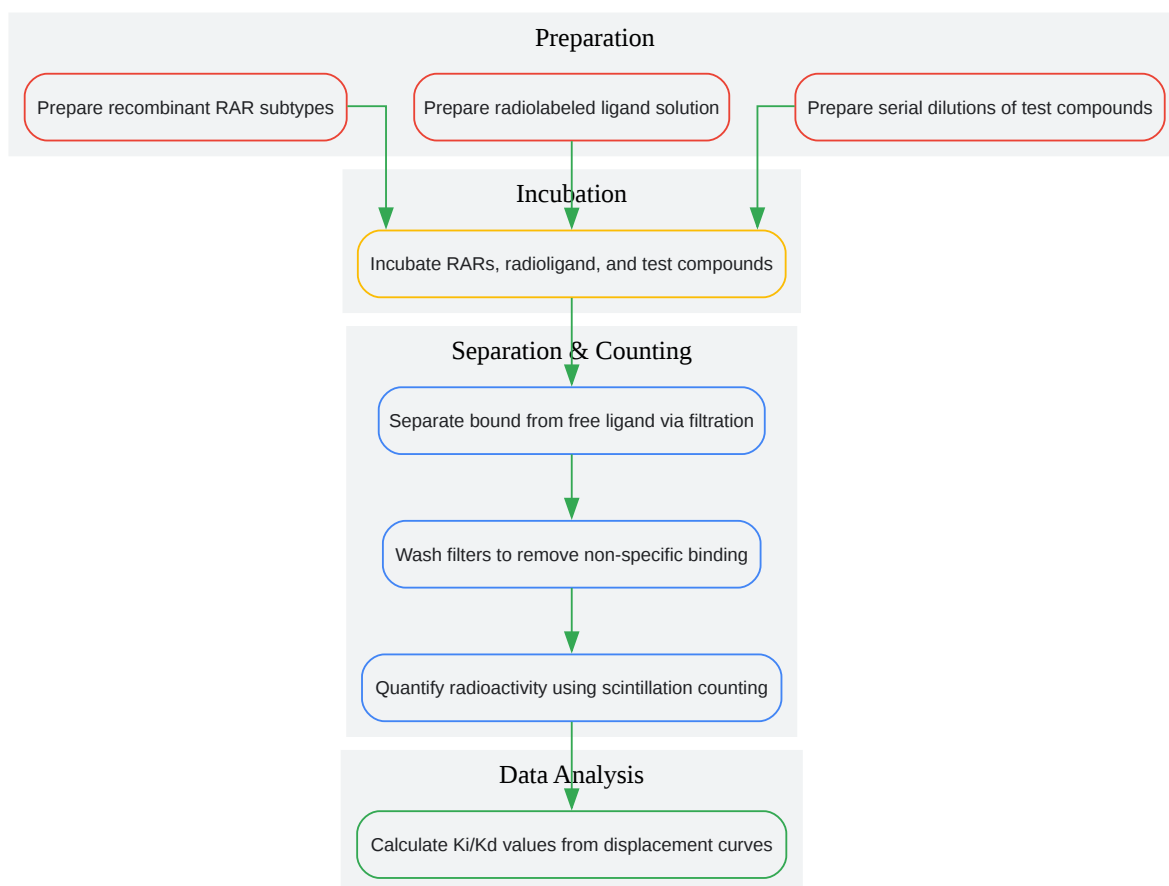 Preparation
Prepare recombinant RAR subtypes
Prepare radiolabeled ligand solution
Prepare serial dilutions of test compounds
Incubation
Incubate RARs, radioligand, and test compounds
Separation & Counting
Separate bound from free ligand via filtration
Wash filters to remove non-specific binding
Quantify radioactivity using scintillation counting
Data Analysis
Calculate Ki/Kd values from displacement curves